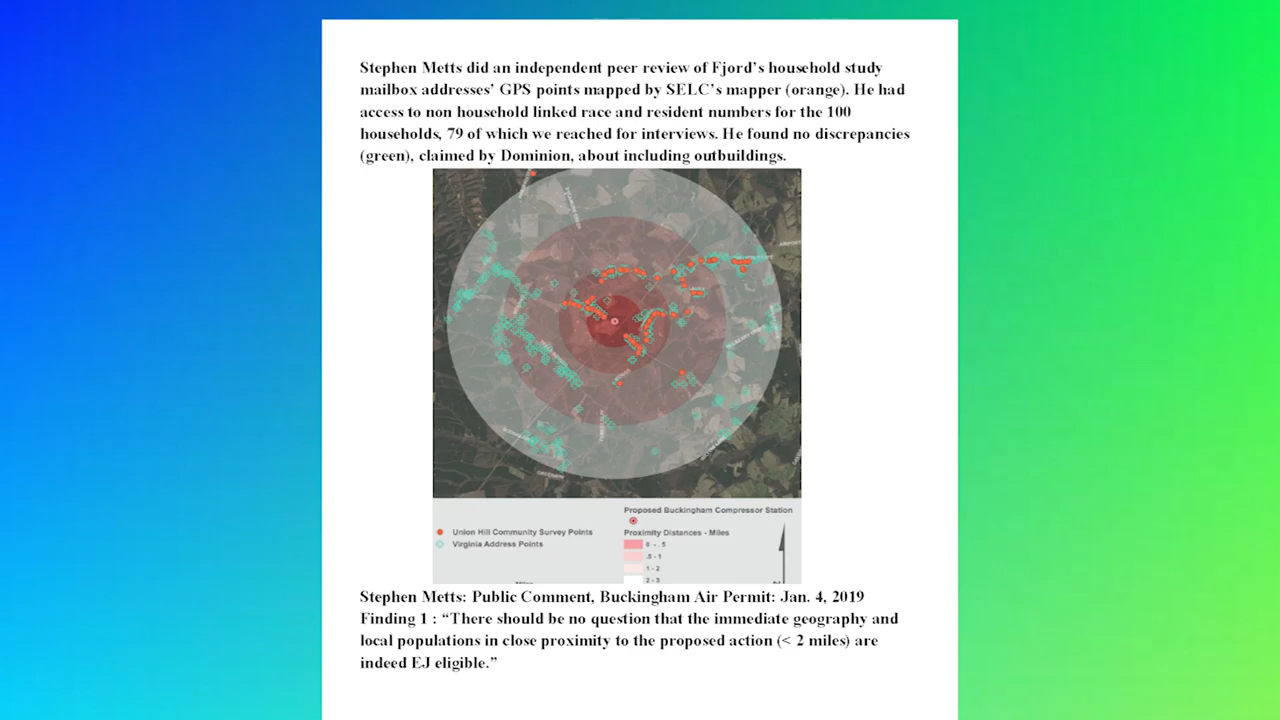 Stephen Metts did an independent peer review of Fjord’s household study
mailbox addresses’ GPS points mapped by SELC’s mapper (orange). He had
access to non household linked race and resident numbers for the 100
households, 79 of which we reached for interviews. He found no discrepancies
(green), claimed by Dominion, about including outbuildings.
Proposed Buckingham Compressor Station
Union Hill Community Survey Points
Virginia Address Points
Proximity Distances - Miles
0 - . 5
.5 - 1
1 - 2
2 - 3
Miles
Stephen Metts: Public Comment, Buckingham Air Permit: Jan. 4, 2019
Finding 1 : “There should be no question that the immediate geography and
local populations in close proximity to the proposed action (< 2 miles) are
indeed EJ eligible.”